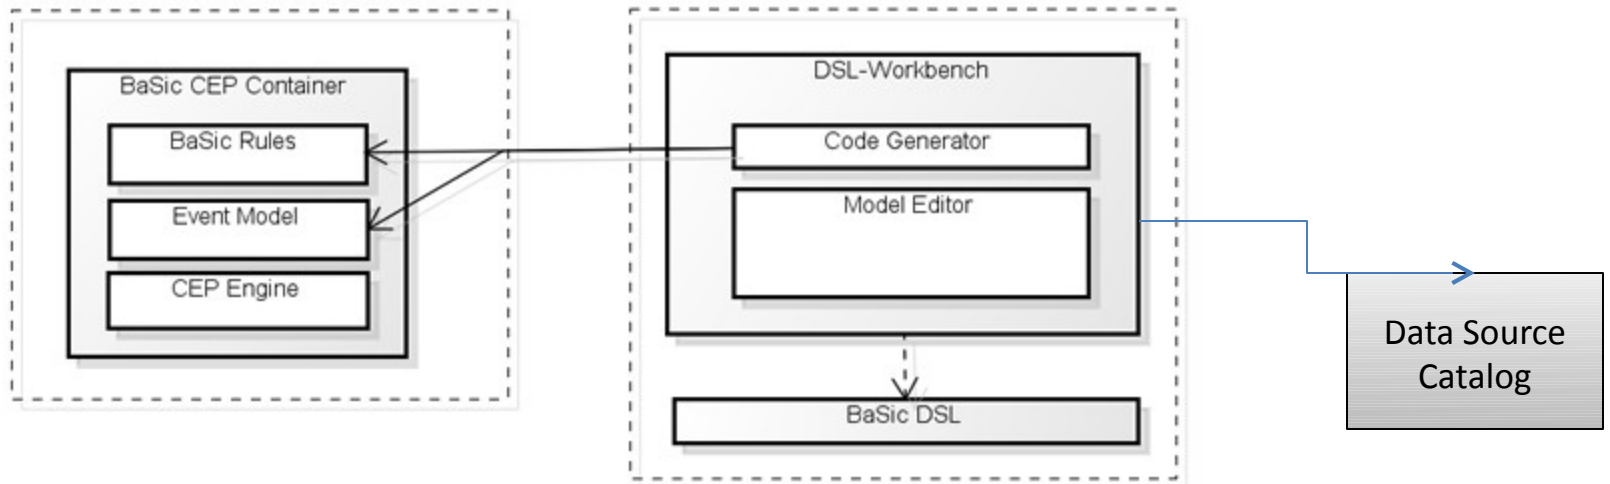 BaSic CEP Container
BaSic Rules
Event Model
CEP Engine
DSL-Workbench
Code Generator
Model Editor
BaSic DSL
Data Source
Catalog